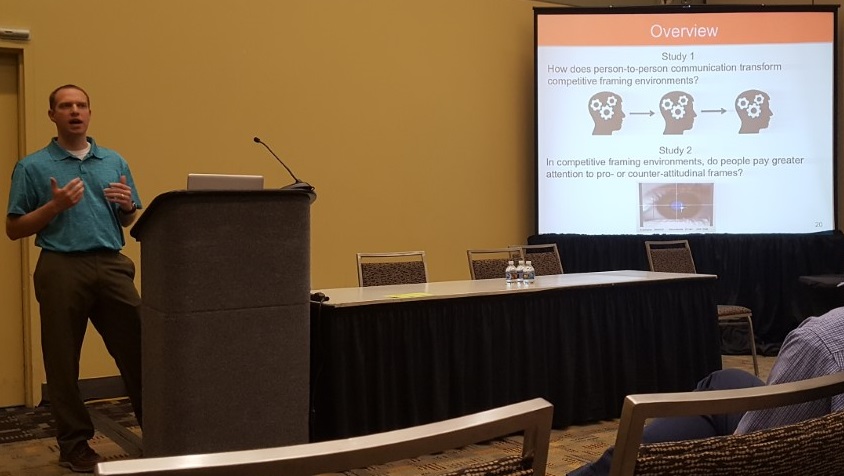 Overview
Study 1
How does person-to-person communication transform
competitive framing environments?
Study 2
In competitive framing environments, do people pay greater
attention to pro- or counter-attitudinal frames?
20